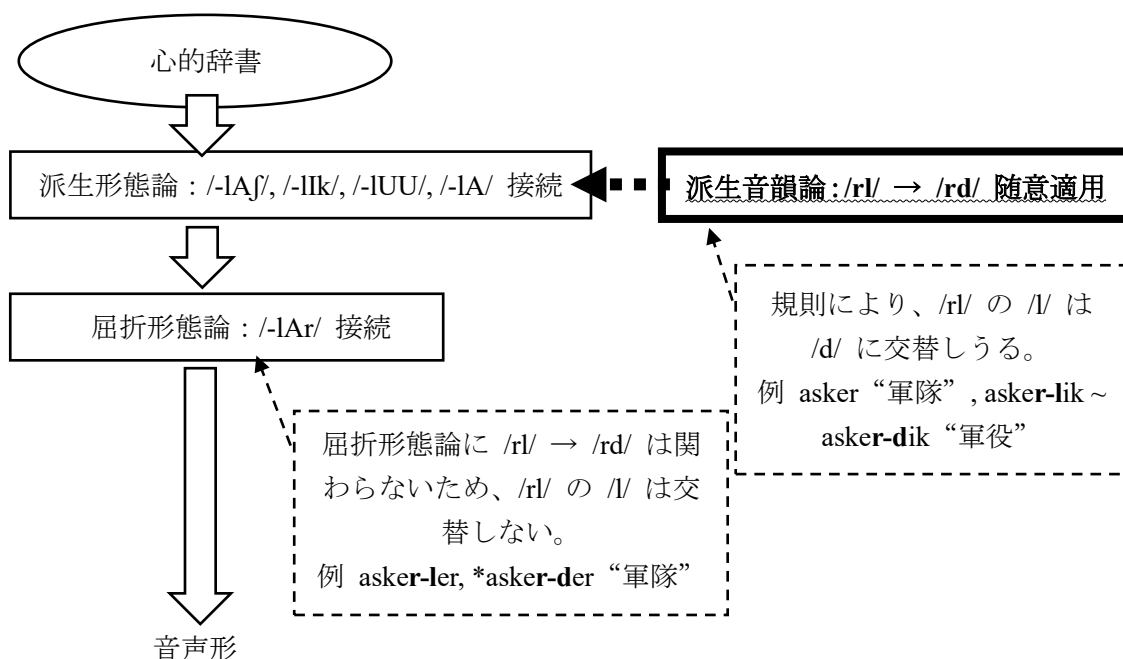 心的辞書
派生形態論：/-lAʃ/, /-lIk/, /-lUU/, /-lA/ 接続
派生音韻論：/rl/ → /rd/ 随意適用
規則により、/rl/ の /l/ は
/d/ に交替しうる。
例 asker “軍隊”, asker-lik ~
asker-dik “軍役”
屈折形態論：/-lAr/ 接続
屈折形態論に /rl/ → /rd/ は関
わらないため、/rl/ の /l/ は交
替しない。
例 asker-ler, *asker-der “軍隊”
音声形